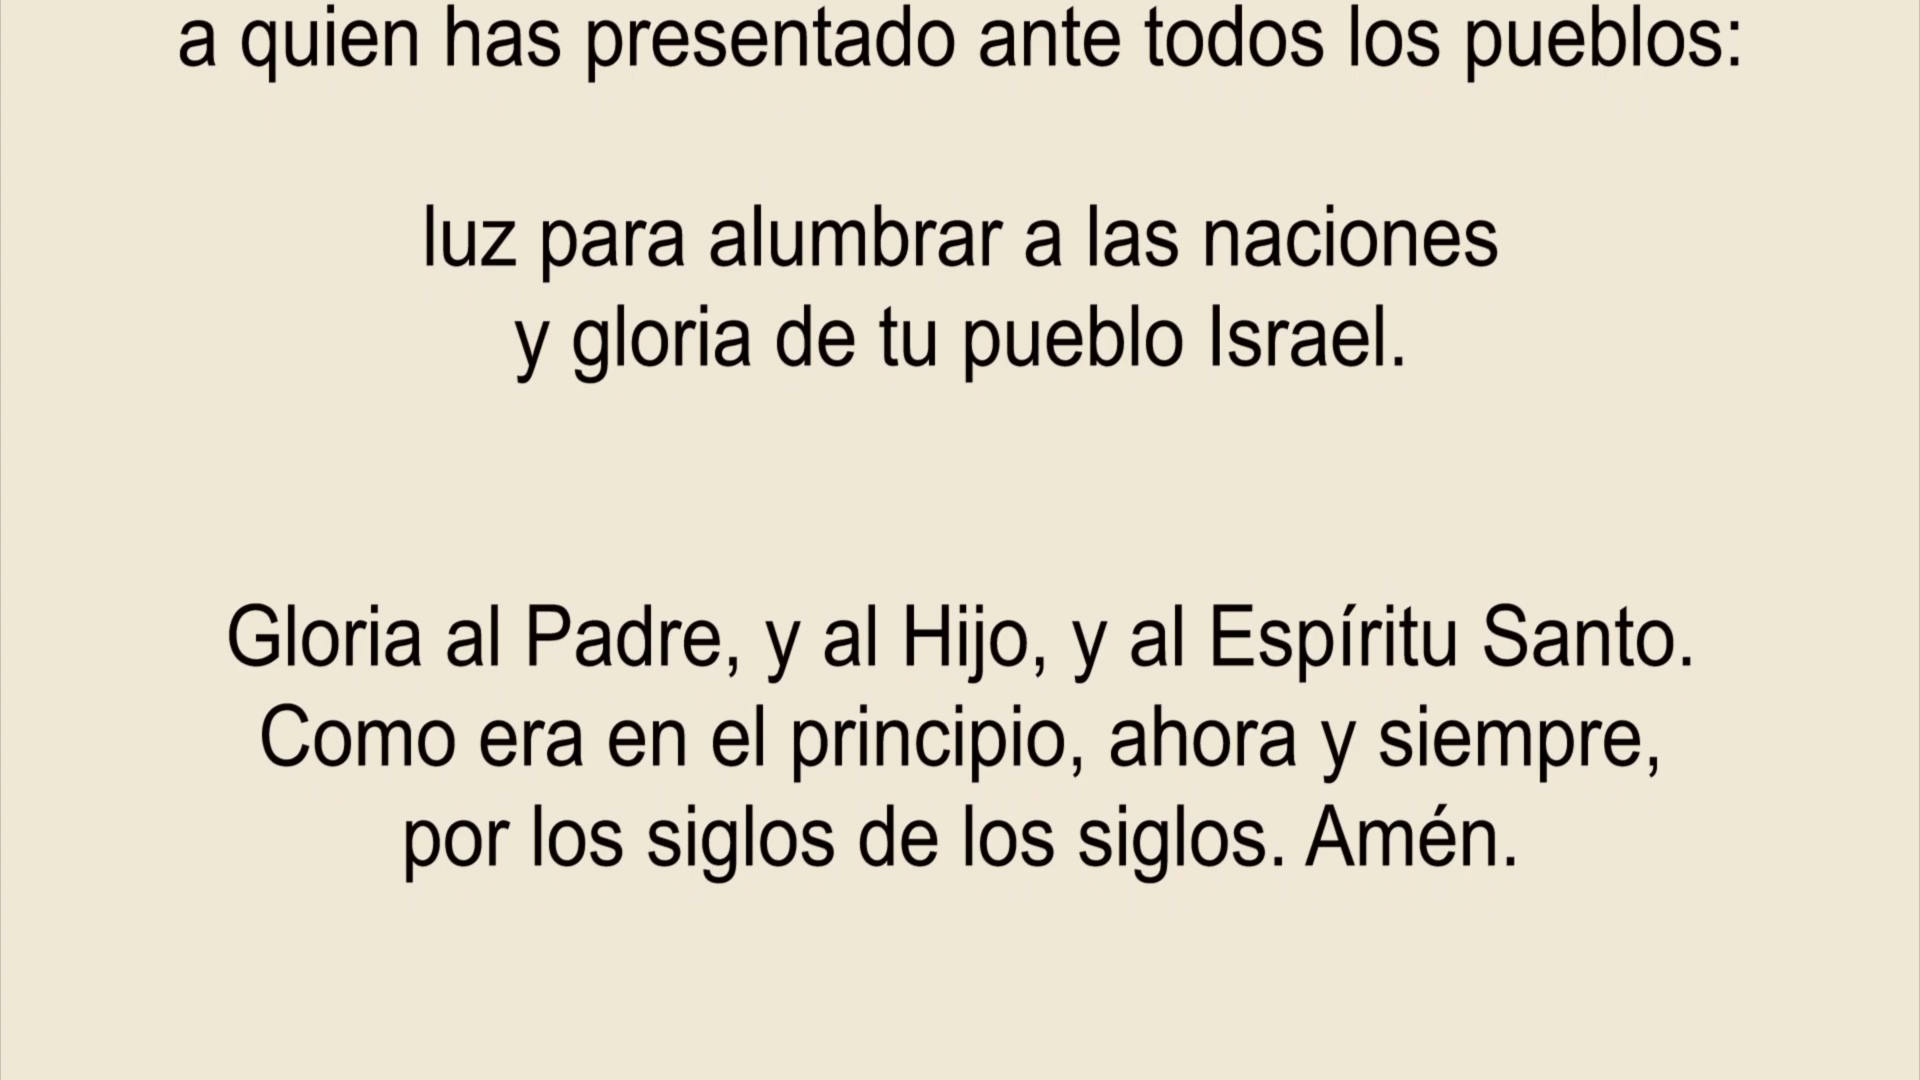 a quien has presentado ante todos los pueblos:
luz para alumbrar a las naciones
y gloria de tu pueblo Israel.
Gloria al Padre, y al Hijo, y al Espíritu Santo.
Como era en el principio, ahora y siempre,
por los siglos de los siglos. Amén.